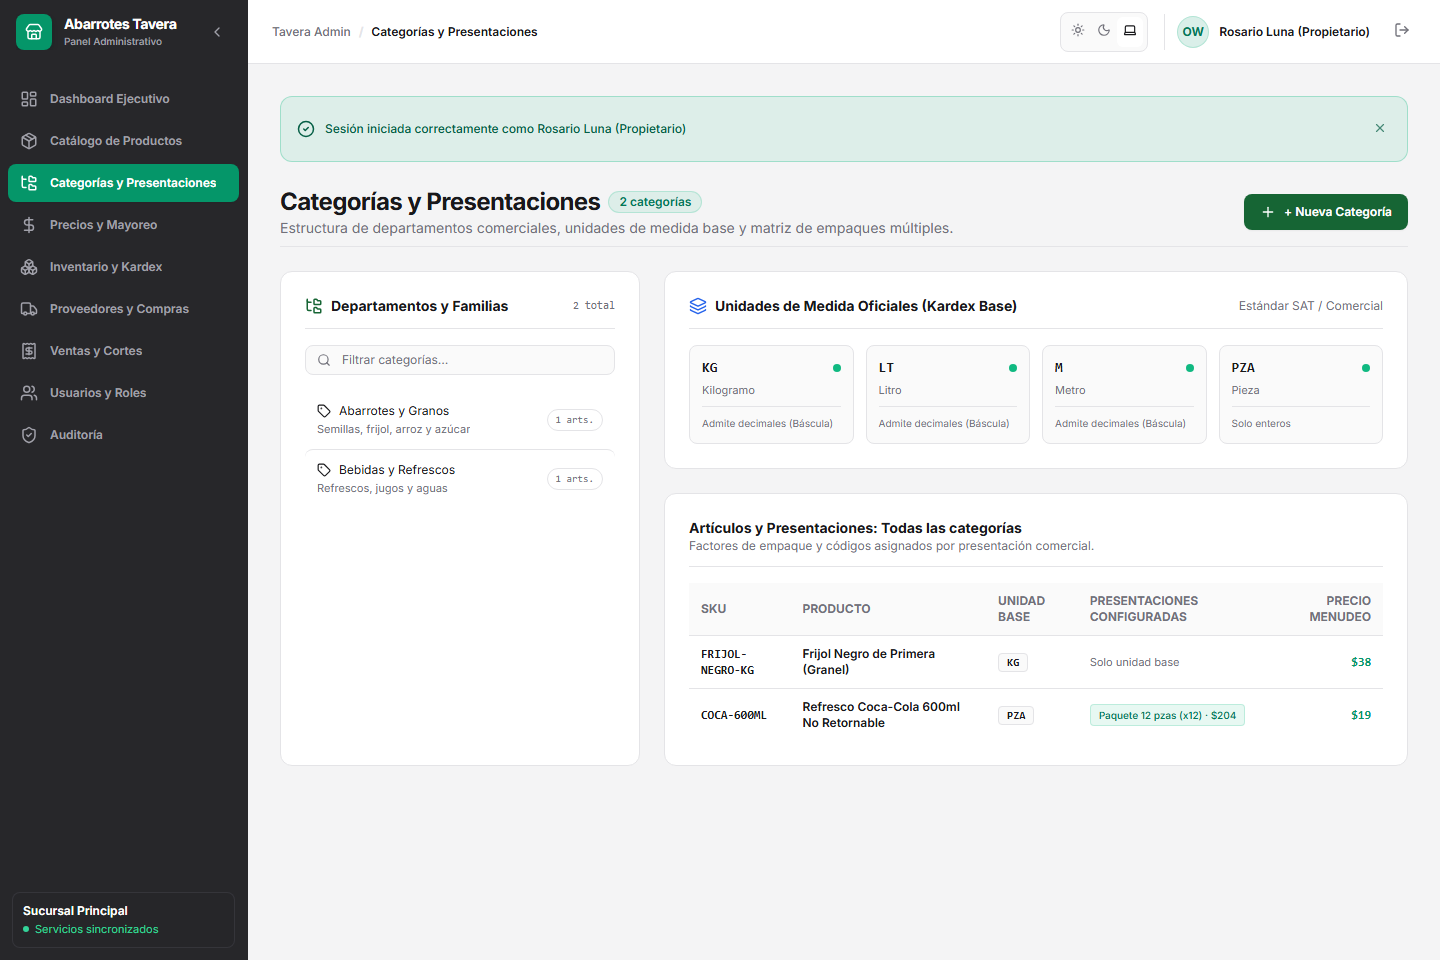 Abarrotes Tavera
Panel Administrativo
Dashboard Ejecutivo
Catálogo de Productos
Categorías y Presentaciones
Precios y Mayoreo
Inventario y Kardex
Proveedores y Compras
Ventas y Cortes
Usuarios y Roles
Auditoría
Sucursal Principal
Servicios sincronizados
Tavera Admin / Categorías y Presentaciones
OW Rosario Luna (Propietario)
Sesión iniciada correctamente como Rosario Luna (Propietario)
Categorías y Presentaciones 2 categorías
Estructura de departamentos comerciales, unidades de medida base y matriz de empaques múltiples.
+ Nueva Categoría
Departamentos y Familias 2 total
Filtrar categorías...
Abarrotes y Granos
Semillas, frijol, arroz y azúcar
1 arts.
Bebidas y Refrescos
Refrescos, jugos y aguas
1 arts.
Unidades de Medida Oficiales (Kardex Base) Estándar SAT / Comercial
KG
Kilogramo
Admite decimales (Báscula)
LT
Litro
Admite decimales (Báscula)
M
Metro
Admite decimales (Báscula)
PZA
Pieza
Solo enteros
Artículos y Presentaciones: Todas las categorías
Factores de empaque y códigos asignados por presentación comercial.
SKU PRODUCTO UNIDAD BASE PRESENTACIONES CONFIGURADAS PRECIO MENUDEO
FRIJOL-NEGRO-KG Frijol Negro de Primera (Granel) KG Solo unidad base $38
COCA-600ML Refresco Coca-Cola 600ml No Retornable PZA Paquete 12 pzas (x12) · $204 $19